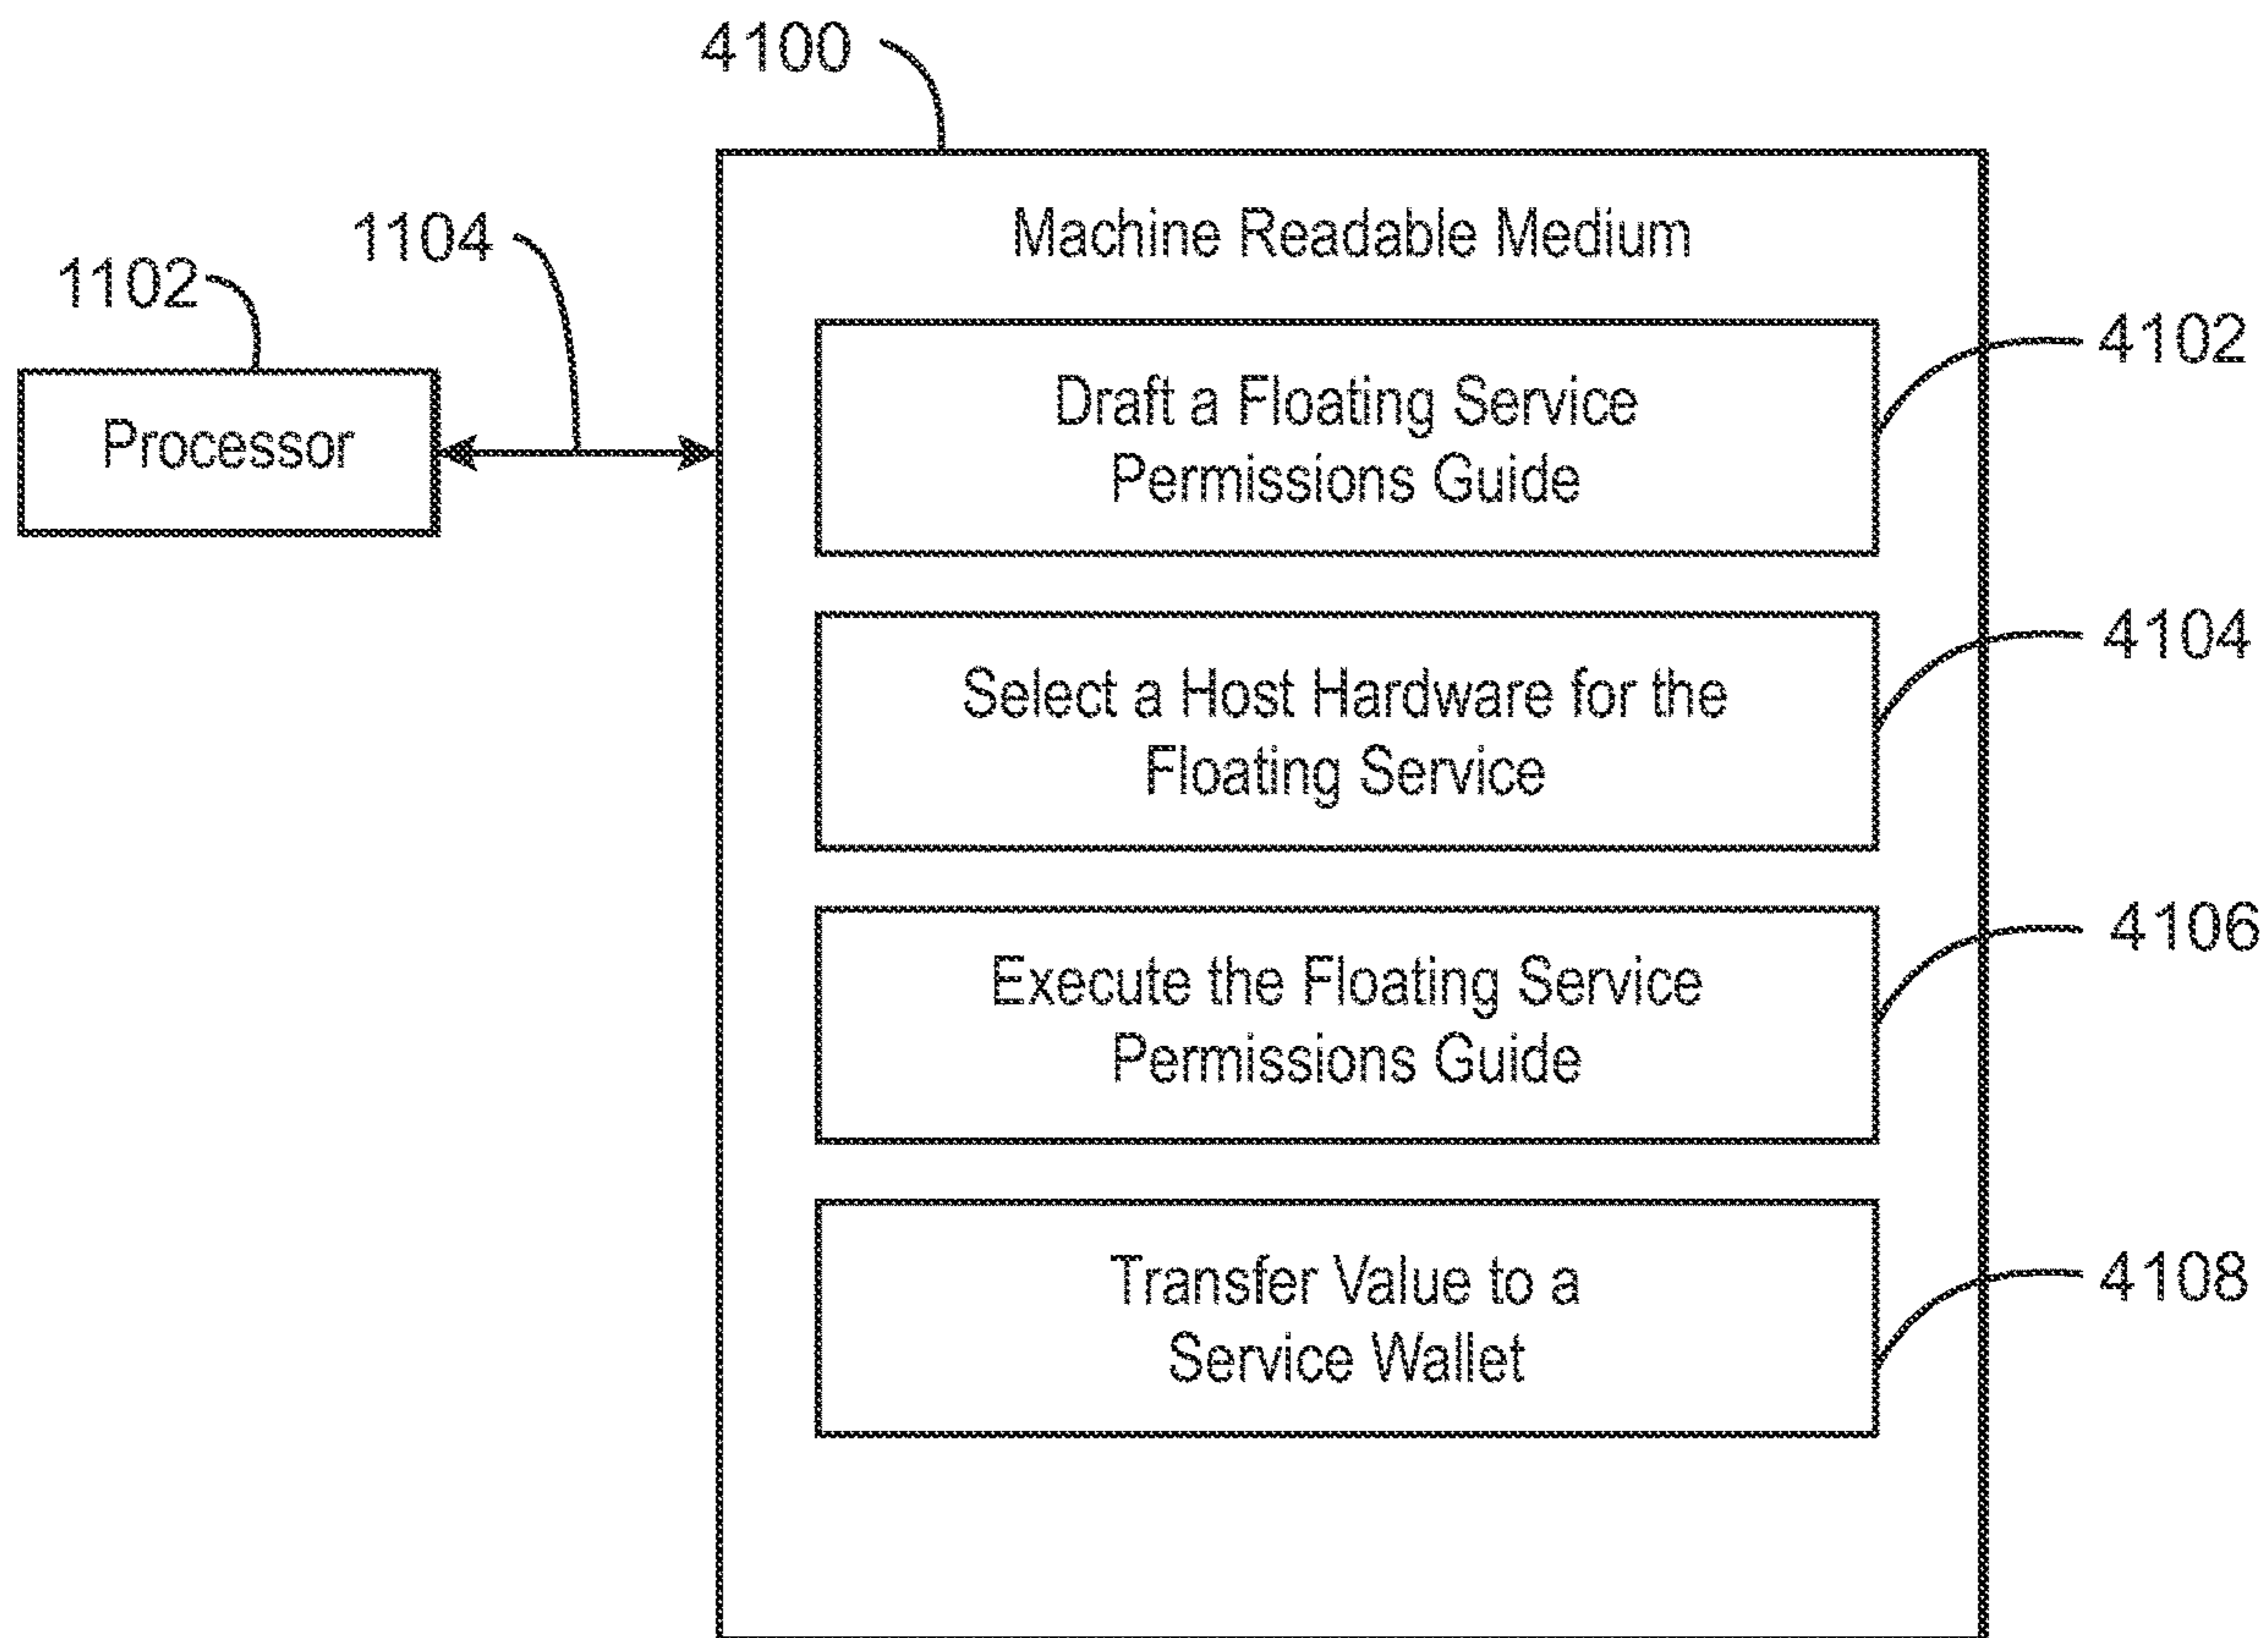 4100
1104
Machine Readable Medium
1102
4102
Draft a Floating Service
Permissions Guide
Processor
4104
Select a Host Hardware for the
Floating Service
4106
Execute the Floating Service
Permissions Guide
4108
Transfer Value to a
Service Wallet